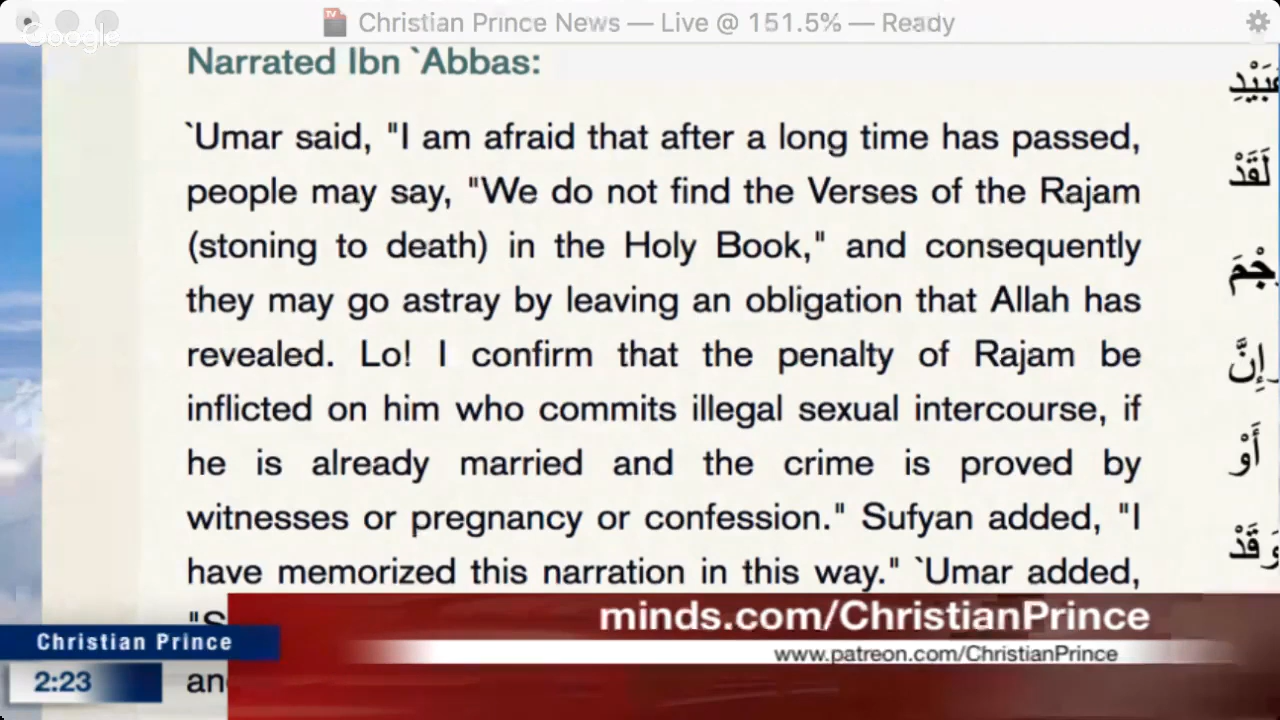 Christian Prince News — Live @ 151.5% — Ready
Google
Narrated Ibn `Abbas:
`Umar said, "I am afraid that after a long time has passed,
people may say, "We do not find the Verses of the Rajam
(stoning to death) in the Holy Book," and consequently
they may go astray by leaving an obligation that Allah has
revealed. Lo! I confirm that the penalty of Rajam be
inflicted on him who commits illegal sexual intercourse, if
he is already married and the crime is proved by
witnesses or pregnancy or confession." Sufyan added, "I
have memorized this narration in this way." `Umar added,
لَقَدْ
إِنَّ
أَوْ
وَقَدْ
minds.com/ChristianPrince
Christian Prince
www.patreon.com/ChristianPrince
2:23